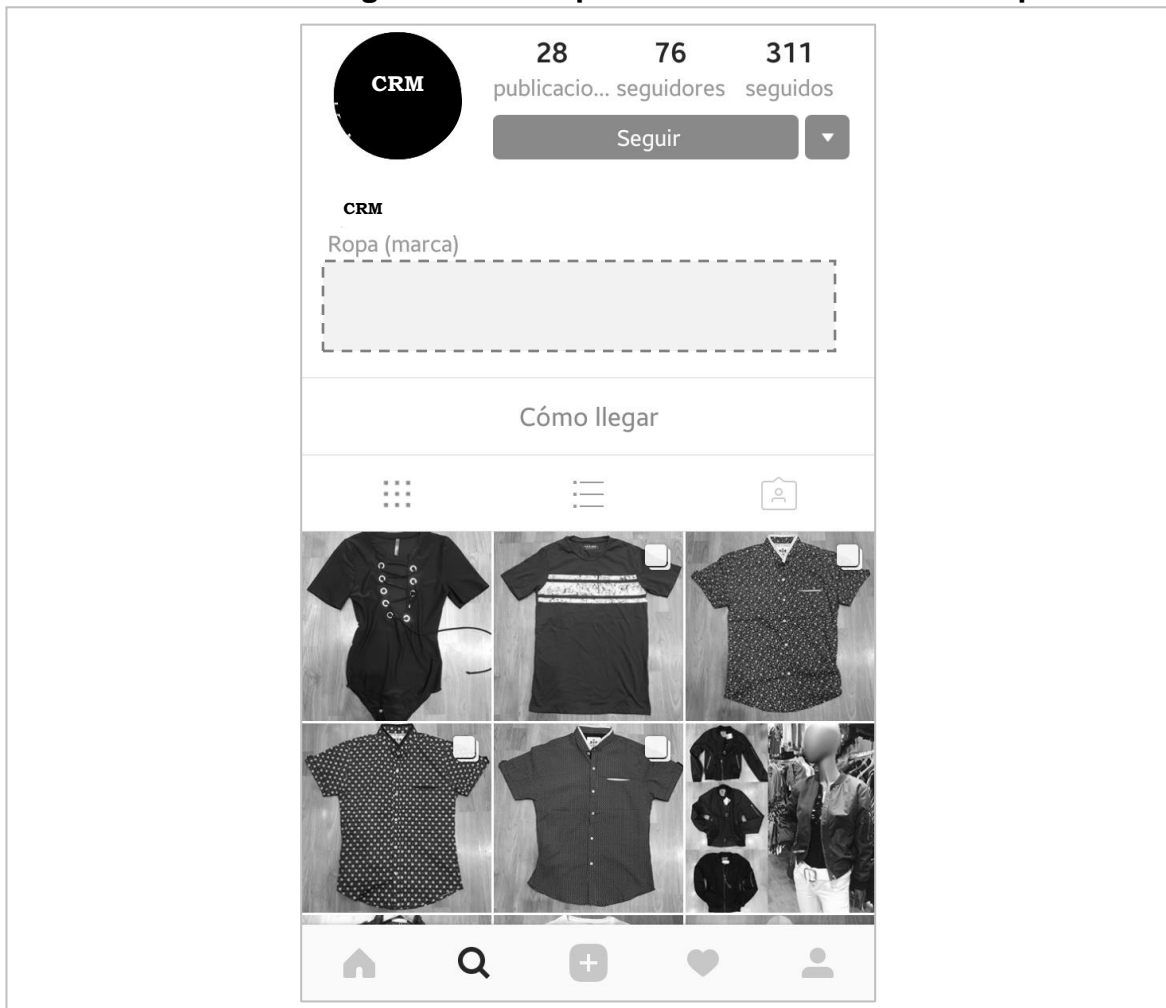 CRM
28 76 311
publicacio... seguidores seguidos
Seguir
CRM
Ropa (marca)
Cómo llegar